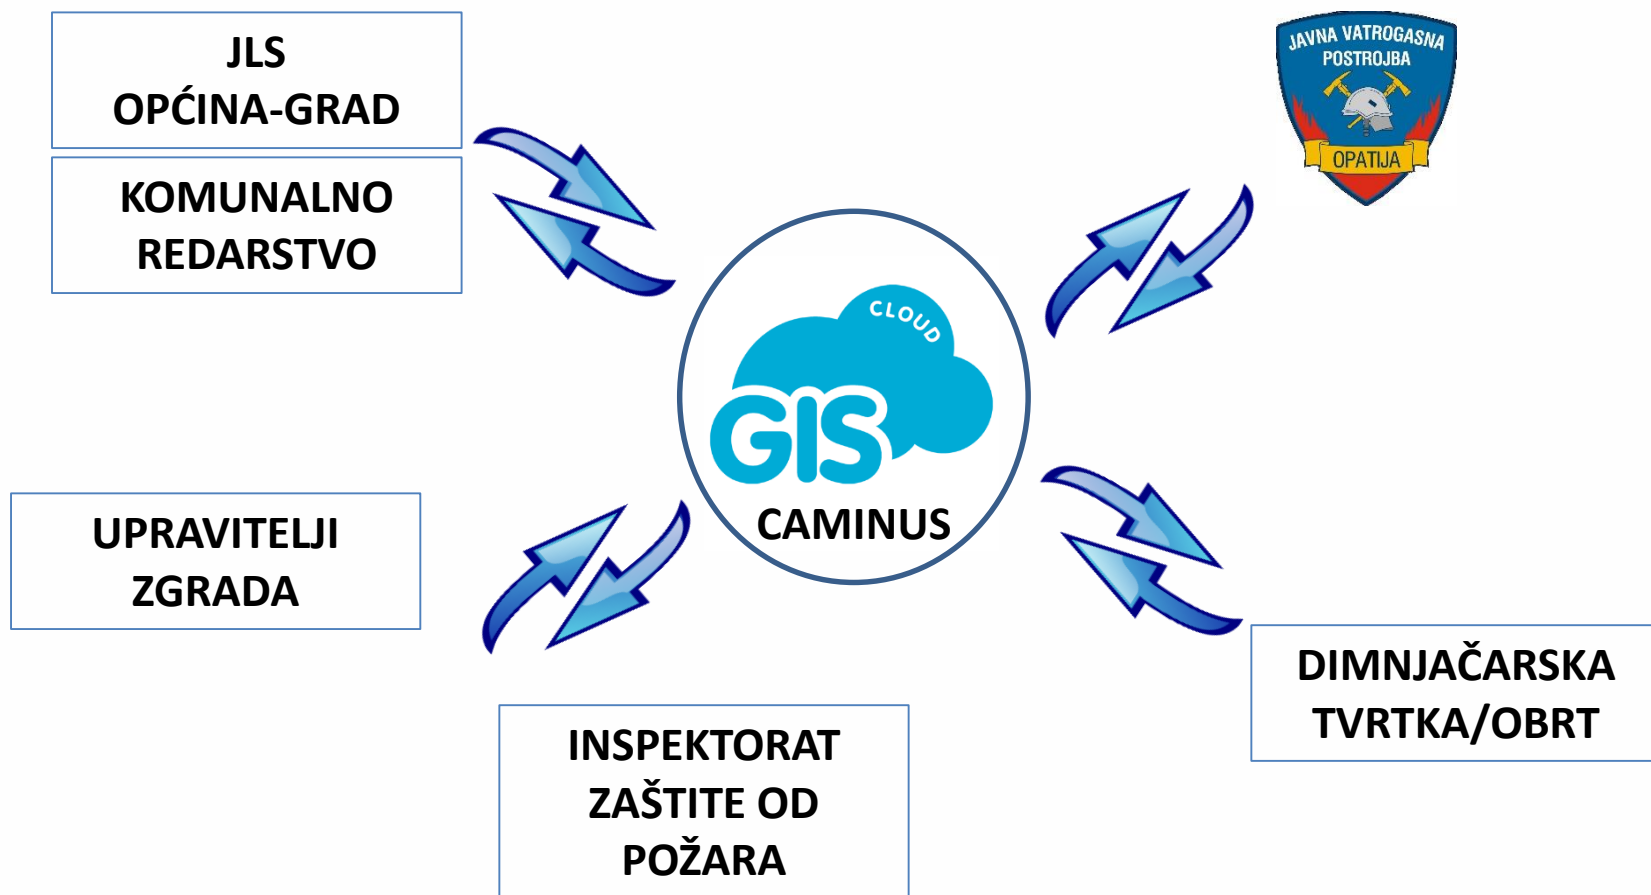 JLS
OPĆINA-GRAD
KOMUNALNO
REDARSTVO
JAVNA VATROGASNA
POSTROJBA
OPATIJA
CLOUD
GIS
CAMINUS
UPRAVITELJI
ZGRADA
INSPEKTORAT
ZAŠTITE OD
POŽARA
DIMNJAČARSKA
TVRTKA/OBRT